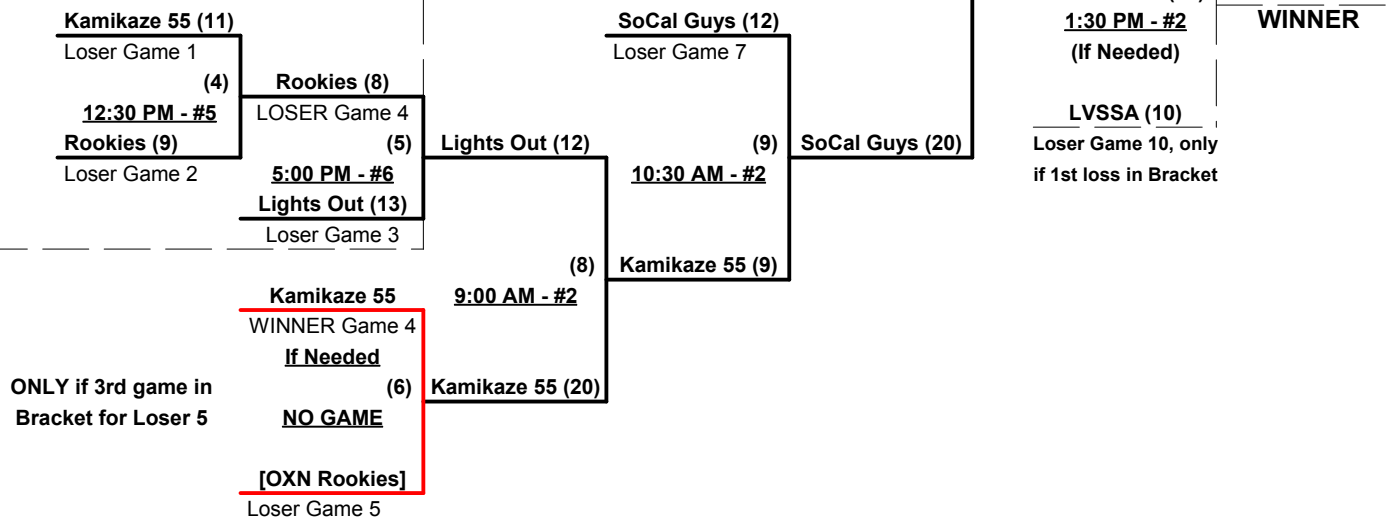 Kamikaze 55 (11)
Loser Game 1
(4)
12:30 PM - #5
Rookies (9)
Loser Game 2
Rookies (8)
LOSER Game 4
(5)
5:00 PM - #6
Lights Out (13)
Loser Game 3
Kamikaze 55
WINNER Game 4
If Needed
(6)
NO GAME
[OXN Rookies]
Loser Game 5
ONLY if 3rd game in
Bracket for Loser 5
Lights Out (12)
(8)
9:00 AM - #2
Kamikaze 55 (20)
SoCal Guys (12)
Loser Game 7
(9)
10:30 AM - #2
Kamikaze 55 (9)
SoCal Guys (20)
1:30 PM - #2
(If Needed)
LVSSA (10)
Loser Game 10, only
if 1st loss in Bracket
WINNER